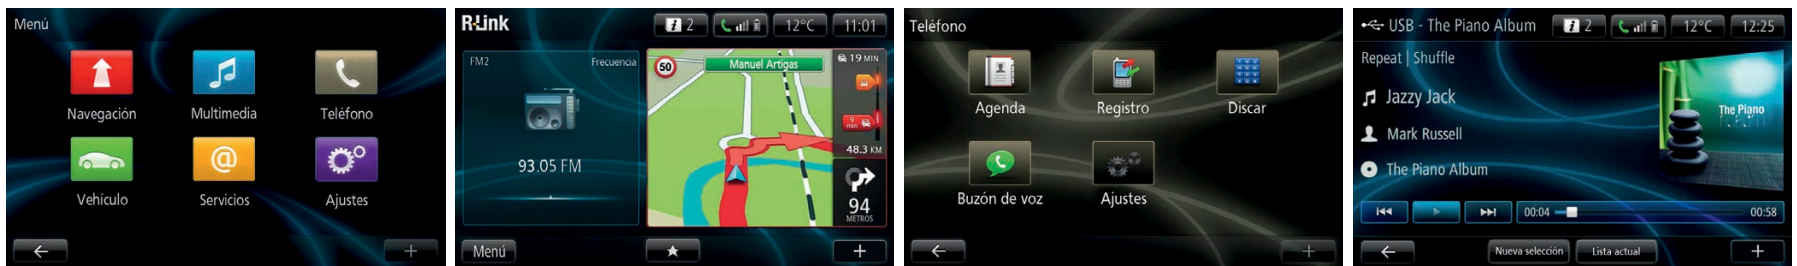 Menú
Navegación
Multimedia
Teléfono
Vehículo
Servicios
Ajustes
R-Link
2
12°C
11:01
FM2
Frecuencia
93.05 FM
50
Manuel Artigas
19 MIN
9 min
48.3 KM
94
METROS
Menú
+
Teléfono
Agenda
Registro
Discar
Buzón de voz
Ajustes
+
USB - The Piano Album
2
12°C
12:25
Repeat | Shuffle
Jazzy Jack
Mark Russell
The Piano Album
The Piano
00:04
00:58
Nueva selección
Lista actual
+